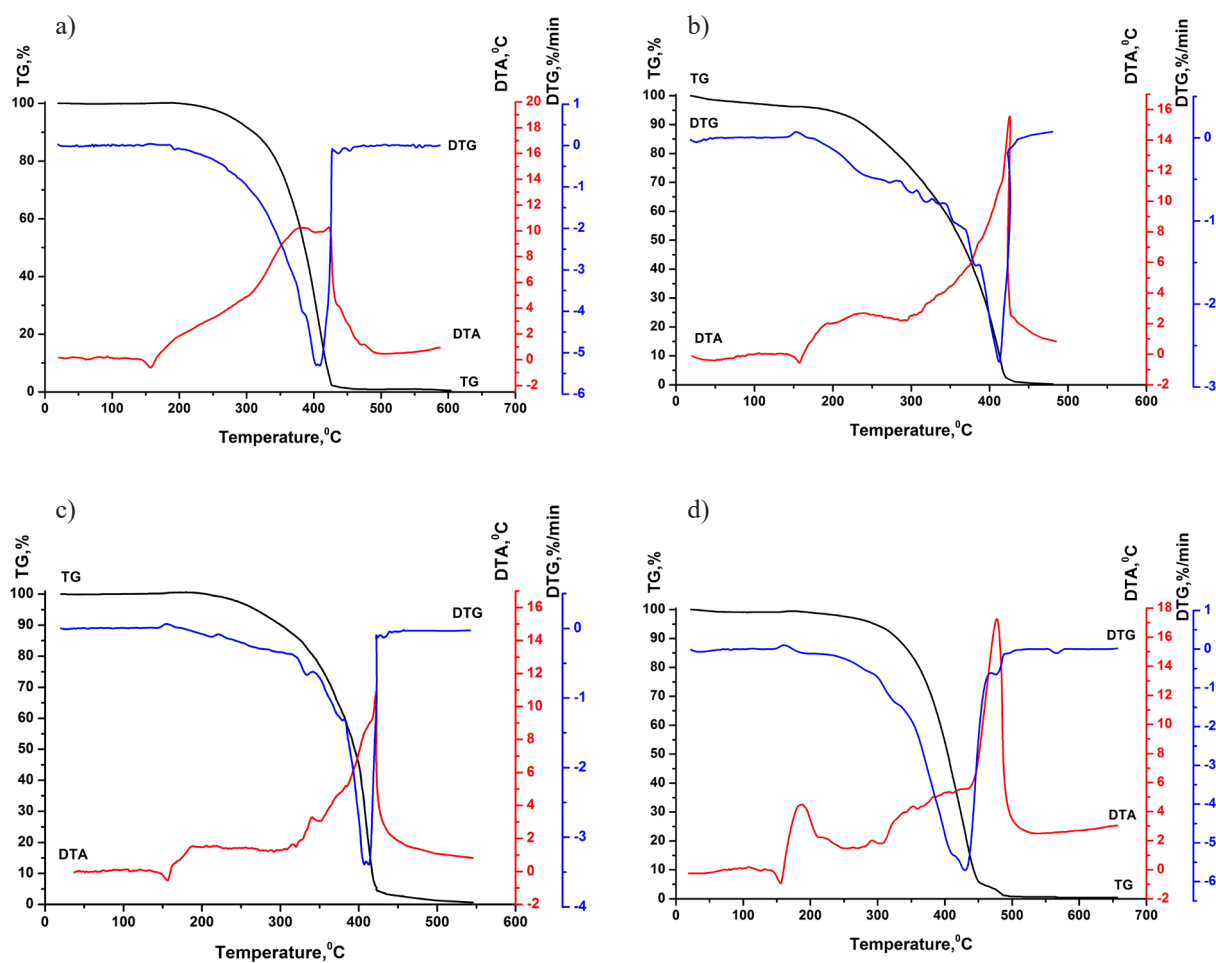 a)
TG,%
DTA,⁰C
DTG,%/min
100
80
60
40
20
0
20
18
16
14
12
10
8
6
4
2
0
-2
1
0
-1
-2
-3
-4
-5
-6
DTG
DTA
TG
0 100 200 300 400 500 600 700
Temperature,⁰C
b)
TG,%
DTA,⁰C
DTG,%/min
100
90
80
70
60
50
40
30
20
10
0
16
14
12
10
8
6
4
2
0
-2
0
-1
-2
-3
TG
DTG
DTA
0 100 200 300 400 500 600
Temperature,⁰C
c)
TG,%
DTA,⁰C
DTG,%/min
100
90
80
70
60
50
40
30
20
10
0
16
14
12
10
8
6
4
2
0
-2
0
-1
-2
-3
-4
TG
DTG
DTA
0 100 200 300 400 500 600
Temperature,⁰C
d)
TG,%
DTA,⁰C
DTG,%/min
100
90
80
70
60
50
40
30
20
10
0
18
16
14
12
10
8
6
4
2
0
-2
1
0
-1
-2
-3
-4
-5
-6
DTG
DTA
TG
0 100 200 300 400 500 600 700
Temperature,⁰C